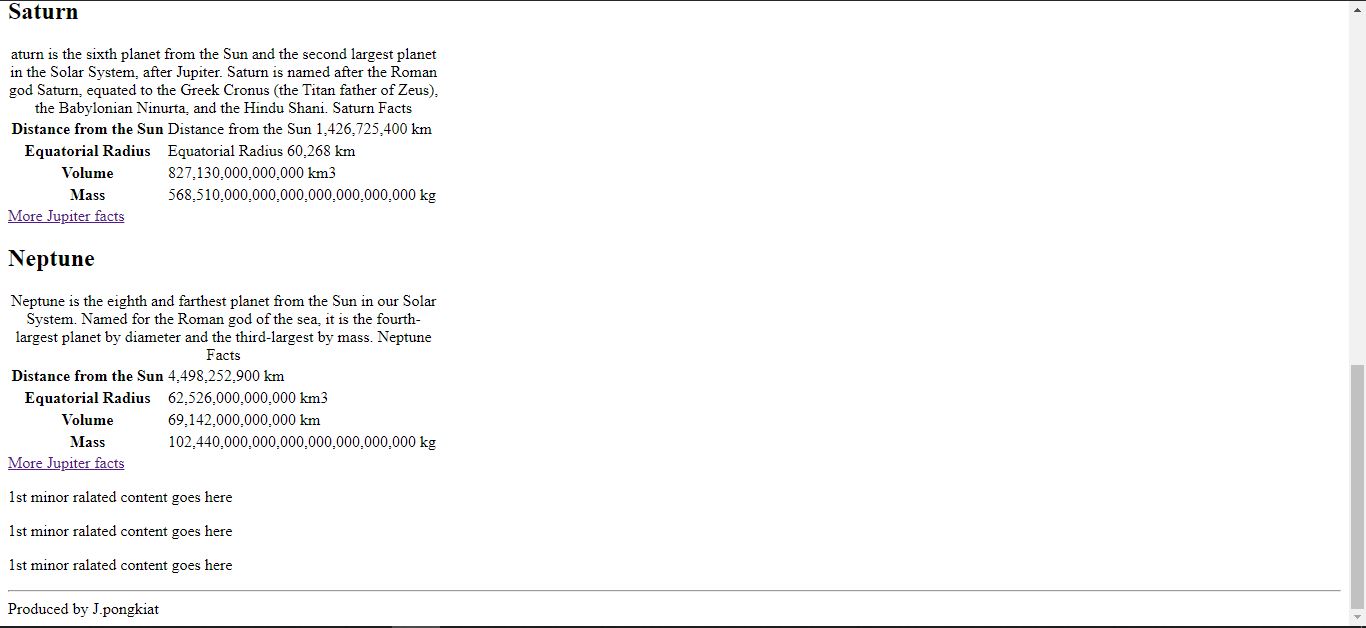 Saturn
aturn is the sixth planet from the Sun and the second largest planet
in the Solar System, after Jupiter. Saturn is named after the Roman
god Saturn, equated to the Greek Cronus (the Titan father of Zeus),
the Babylonian Ninurta, and the Hindu Shani. Saturn Facts
Distance from the Sun Distance from the Sun 1,426,725,400 km
Equatorial Radius Equatorial Radius 60,268 km
Volume 827,130,000,000,000 km3
Mass 568,510,000,000,000,000,000,000,000 kg
More Jupiter facts
Neptune
Neptune is the eighth and farthest planet from the Sun in our Solar
System. Named for the Roman god of the sea, it is the fourth-
largest planet by diameter and the third-largest by mass. Neptune
Facts
Distance from the Sun 4,498,252,900 km
Equatorial Radius 62,526,000,000,000 km3
Volume 69,142,000,000,000 km
Mass 102,440,000,000,000,000,000,000,000 kg
More Jupiter facts
1st minor ralated content goes here
1st minor ralated content goes here
1st minor ralated content goes here
Produced by J.pongkiat